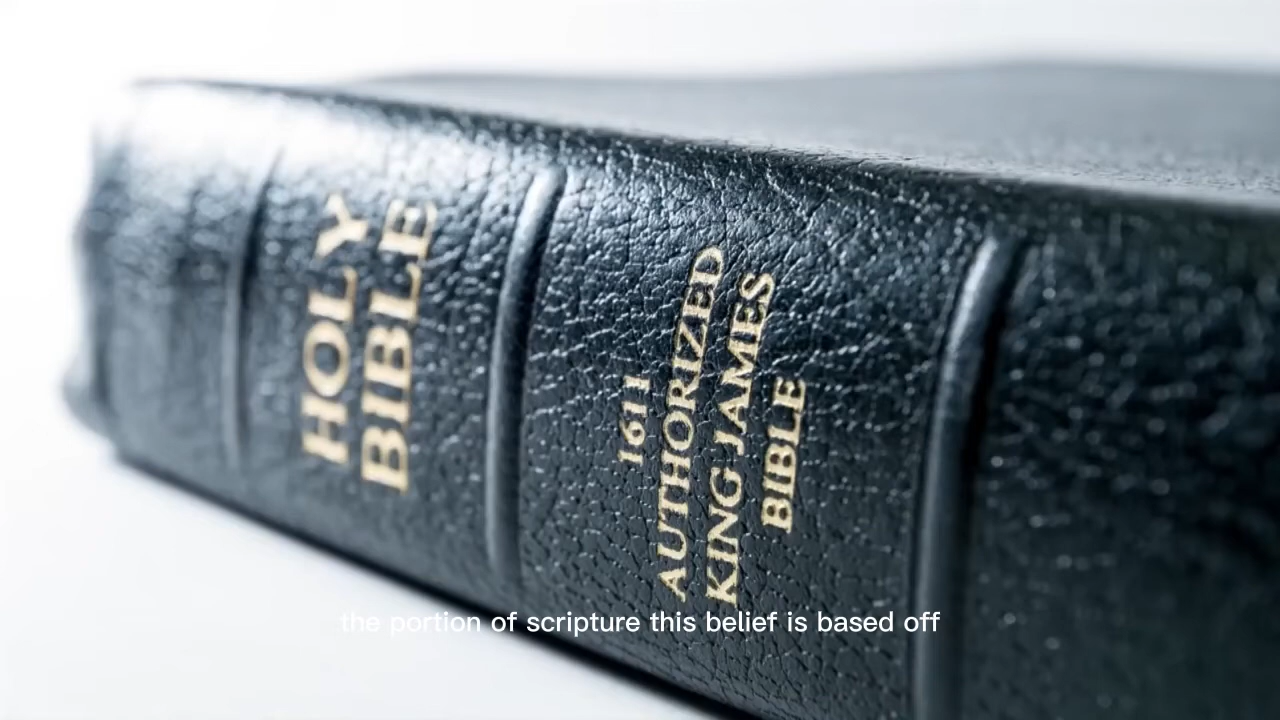 HOLY
BIBLE
1611
AUTHORIZED
KING JAMES
BIBLE
the portion of scripture this belief is based off